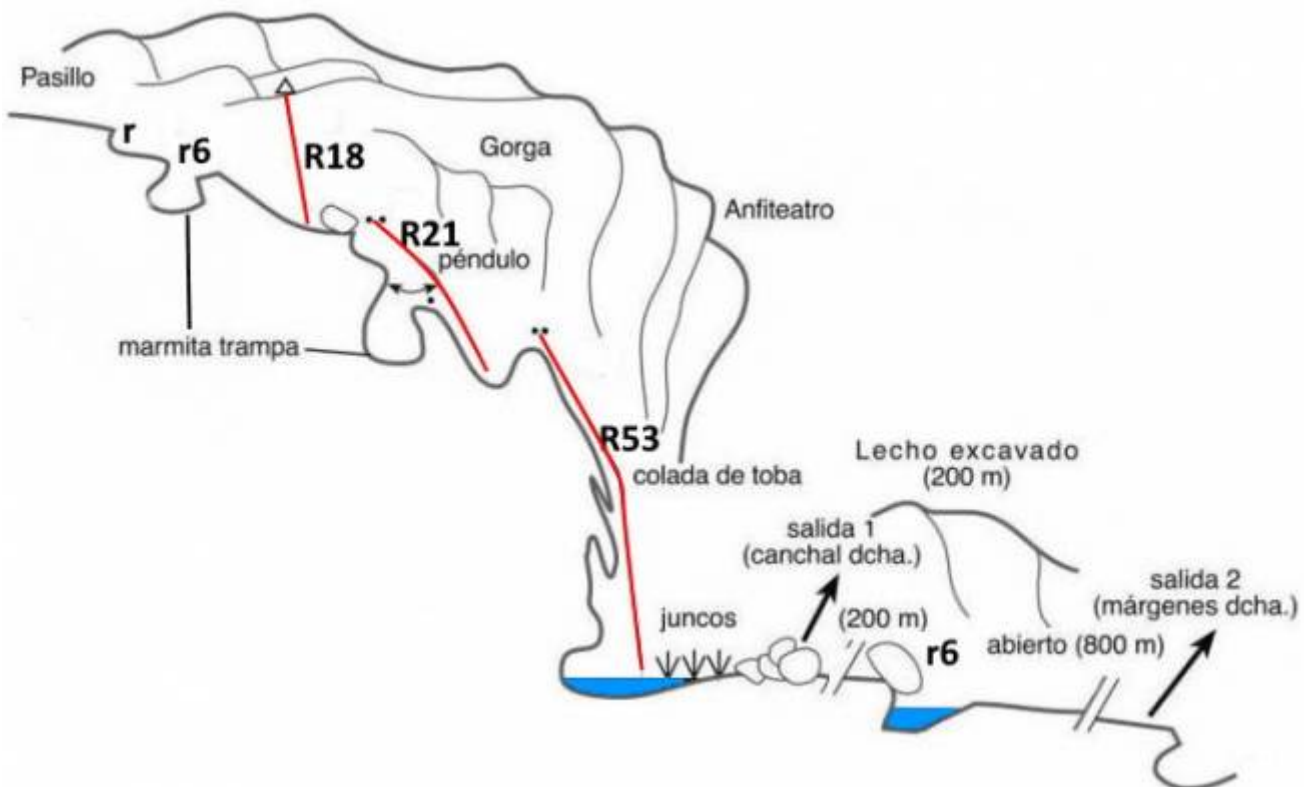 Pasillo
r
r6
R18
Gorga
Anfiteatro
R21
péndulo
marmita trampa
R53
colada de toba
Lecho excavado
(200 m)
salida 1
(canchal dcha.)
salida 2
(márgenes dcha.)
juncos
(200 m)
r6
abierto (800 m)